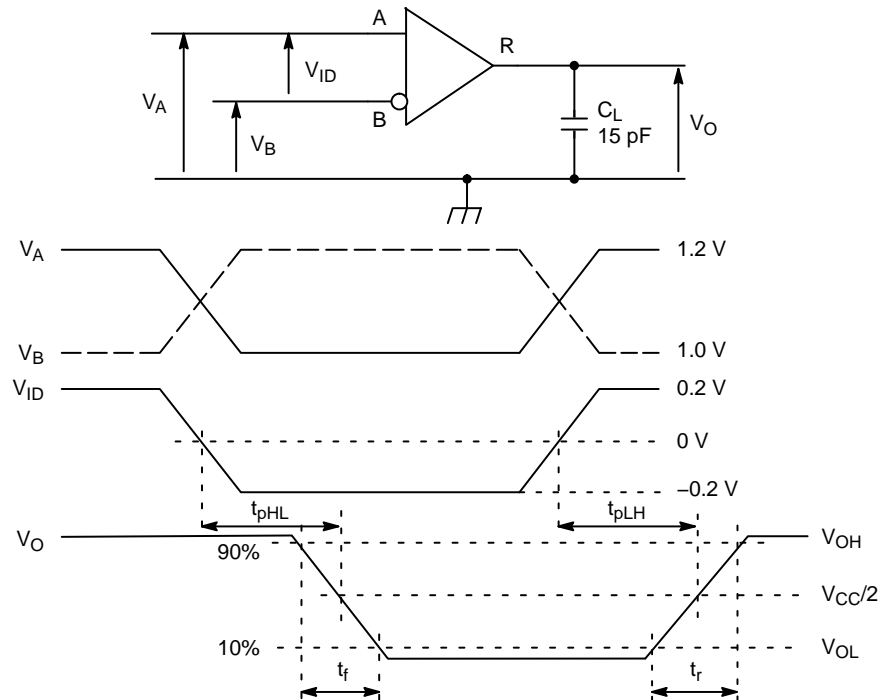 A
R
V_ID
V_A
B
V_B
C_L
15 pF
V_O
V_A
1.2 V
V_B
1.0 V
V_ID
0.2 V
0 V
–0.2 V
t_pHL
t_pLH
V_O
90%
V_OH
V_CC/2
10%
V_OL
t_f
t_r